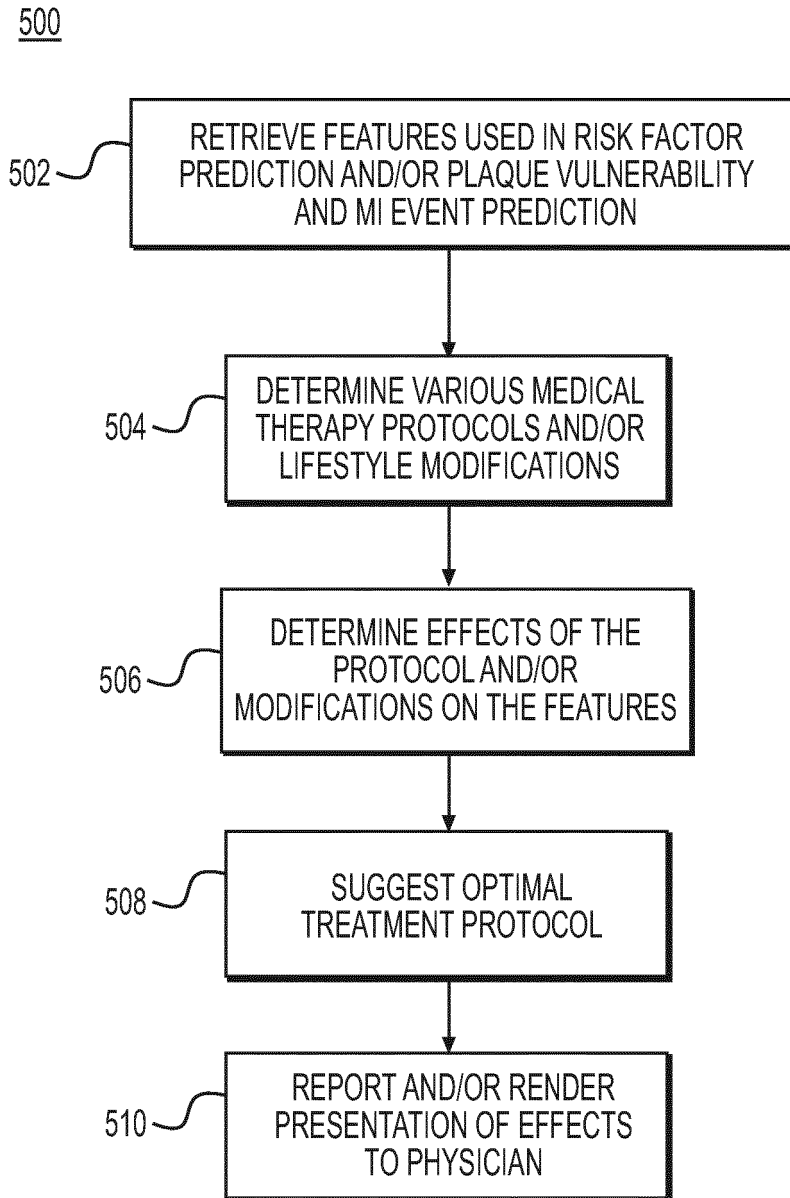 500
502
RETRIEVE FEATURES USED IN RISK FACTOR
PREDICTION AND/OR PLAQUE VULNERABILITY
AND MI EVENT PREDICTION
504
DETERMINE VARIOUS MEDICAL
THERAPY PROTOCOLS AND/OR
LIFESTYLE MODIFICATIONS
506
DETERMINE EFFECTS OF THE
PROTOCOL AND/OR
MODIFICATIONS ON THE FEATURES
508
SUGGEST OPTIMAL
TREATMENT PROTOCOL
510
REPORT AND/OR RENDER
PRESENTATION OF EFFECTS
TO PHYSICIAN